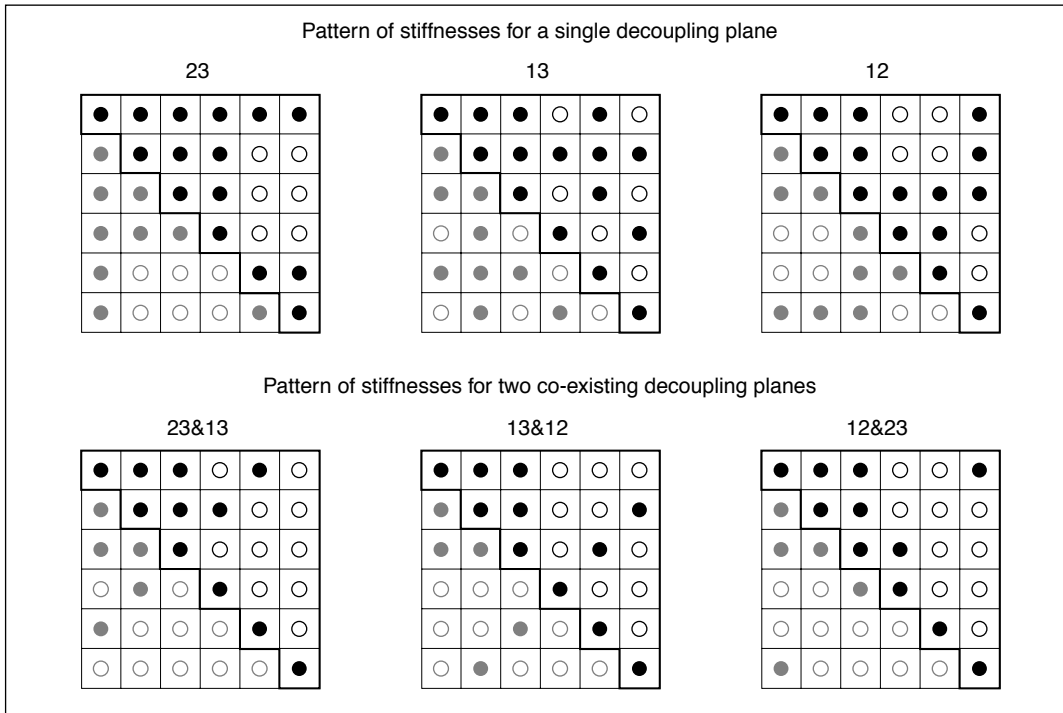 Pattern of stiffnesses for a single decoupling plane
23 13 12
Pattern of stiffnesses for two co-existing decoupling planes
23&13 13&12 12&23